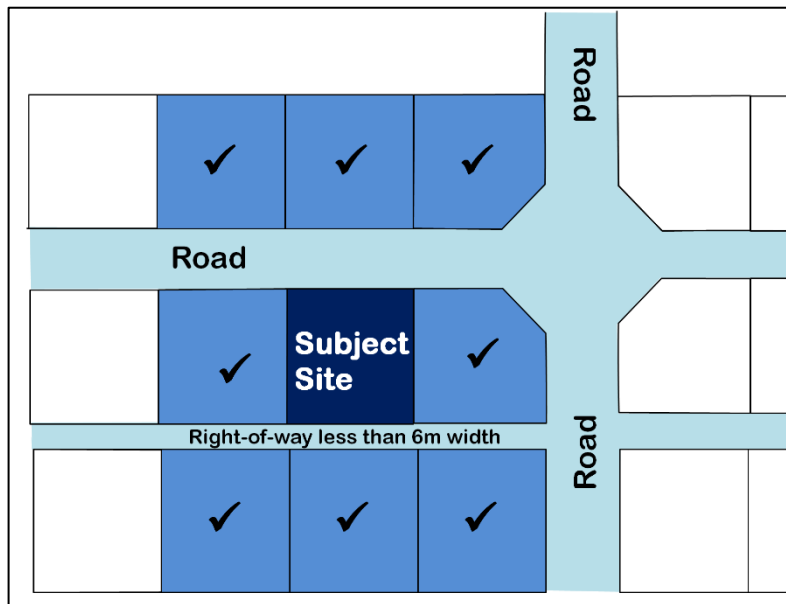 Road
Road
Subject
Site
Right-of-way less than 6m width
Road